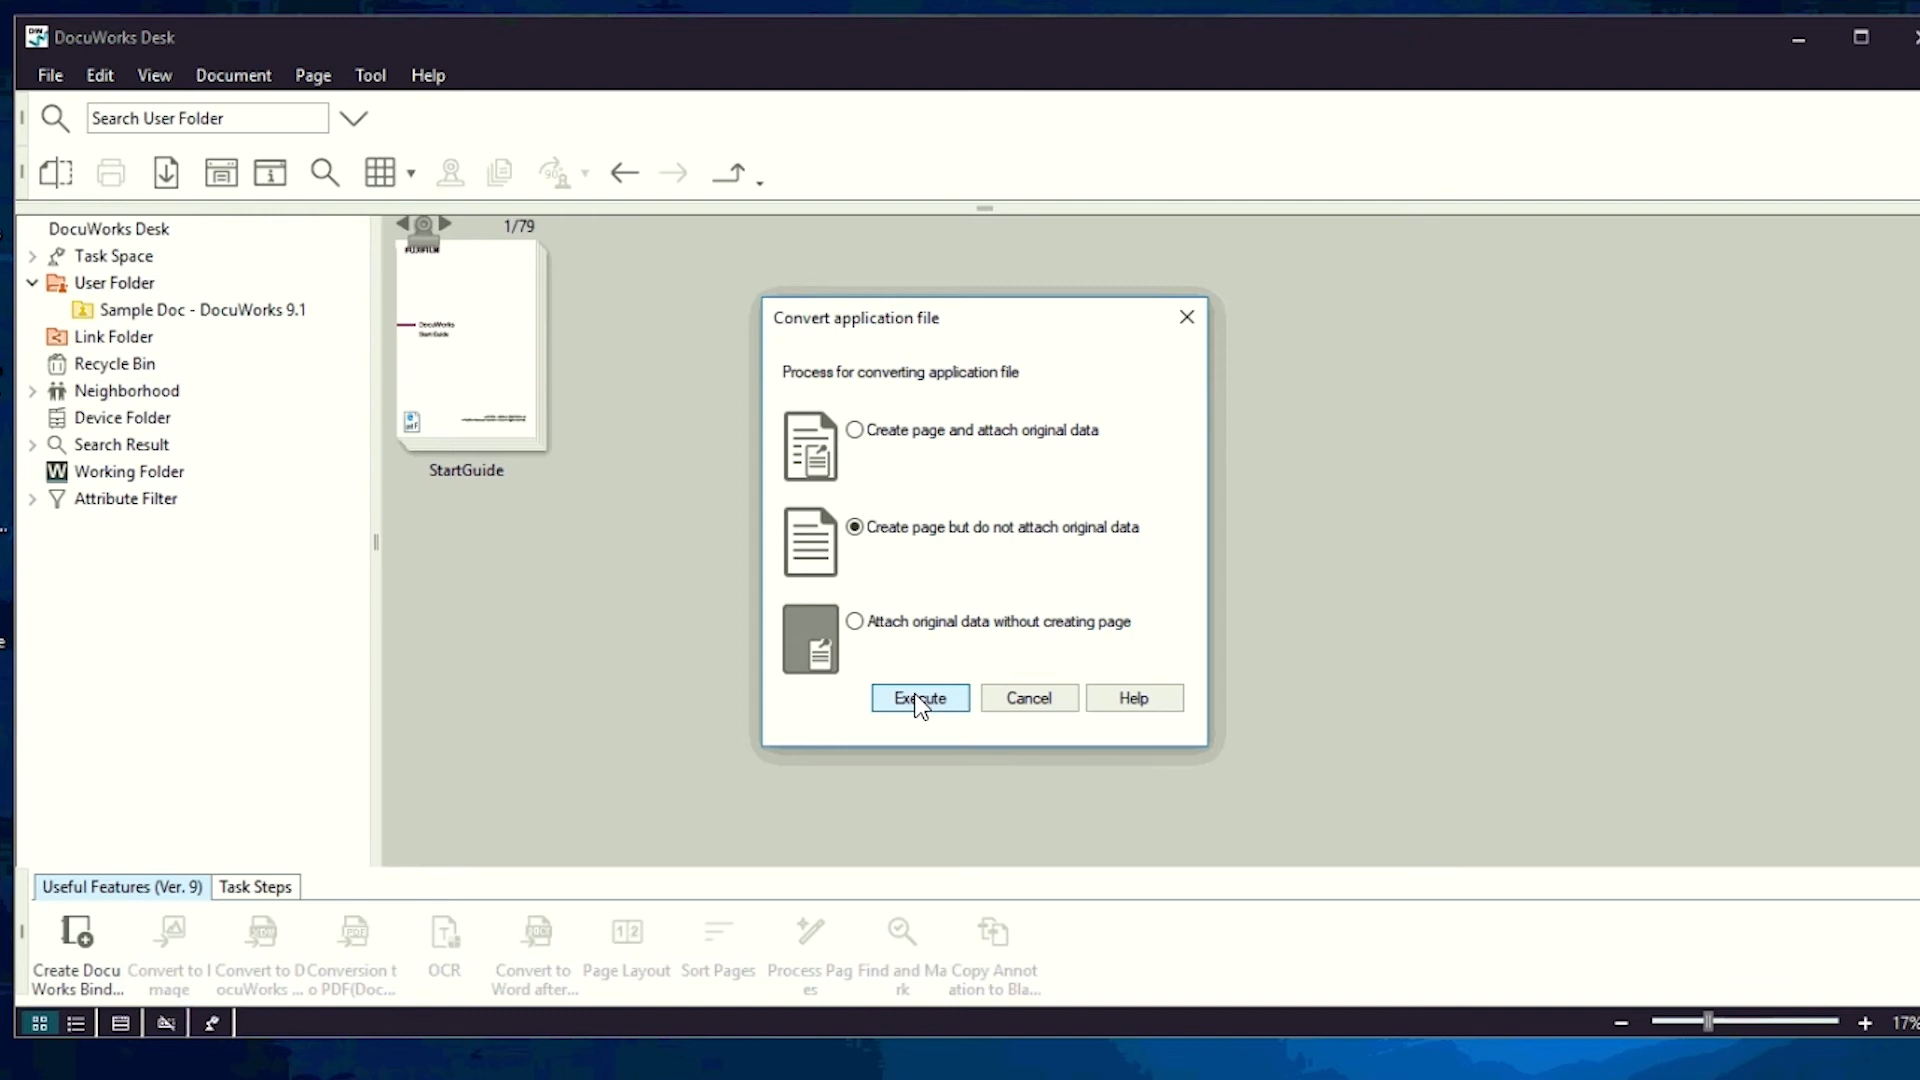 DocuWorks Desk
File Edit View Document Page Tool Help
Search User Folder
DocuWorks Desk
Task Space
User Folder
Sample Doc - DocuWorks 9.1
Link Folder
Recycle Bin
Neighborhood
Device Folder
Search Result
Working Folder
Attribute Filter
1/79
FUJIFILM
DocuWorks
Start Guide
StartGuide
Convert application file
Process for converting application file
Create page and attach original data
Create page but do not attach original data
Attach original data without creating page
Execute Cancel Help
Useful Features (Ver. 9) Task Steps
Create Docu
Works Bind...
Convert to I
mage
Convert to D
ocuWorks ...
Conversion t
o PDF(Doc...
OCR
Convert to
Word after...
Page Layout
Sort Pages
Process Pag
es
Find and Ma
rk
Copy Annot
ation to Bla...
17%